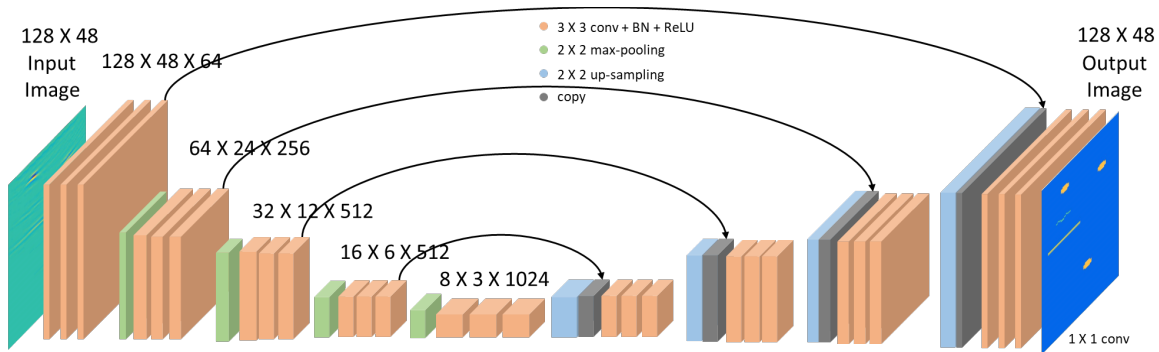 128 X 48
Input
Image
128 X 48 X 64
64 X 24 X 256
32 X 12 X 512
16 X 6 X 512
8 X 3 X 1024
3 X 3 conv + BN + ReLU
2 X 2 max-pooling
2 X 2 up-sampling
copy
128 X 48
Output
Image
1 X 1 conv